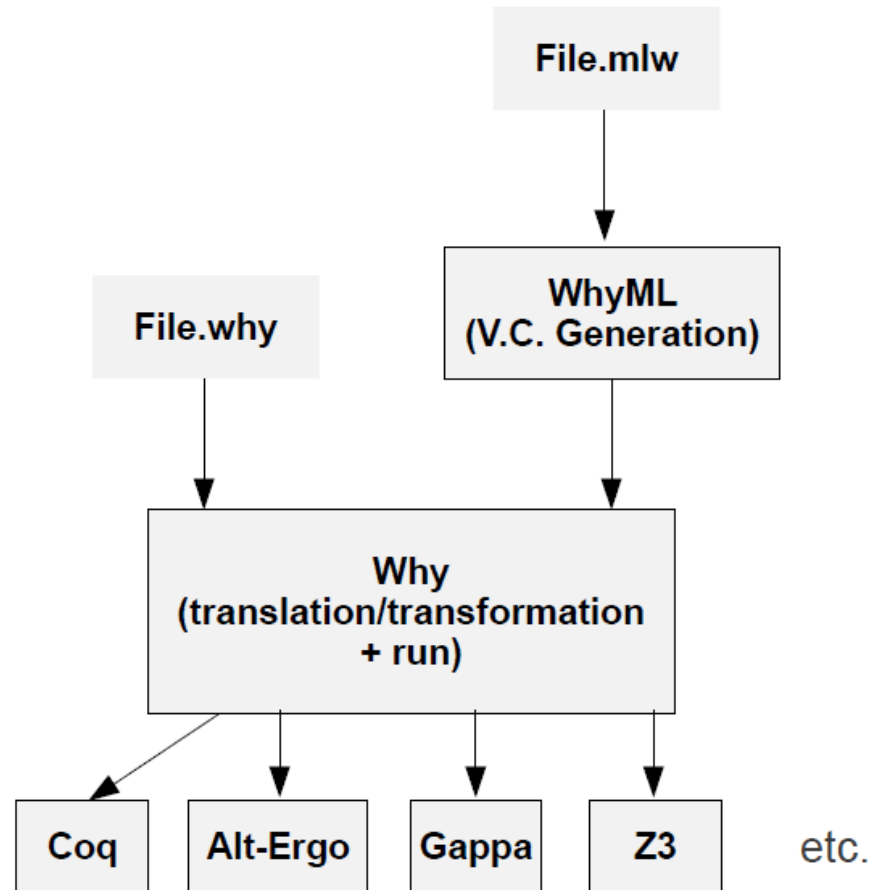 File.mlw
WhyML
(V.C. Generation)
File.why
Why
(translation/transformation
+ run)
Coq
Alt-Ergo
Gappa
Z3
etc.